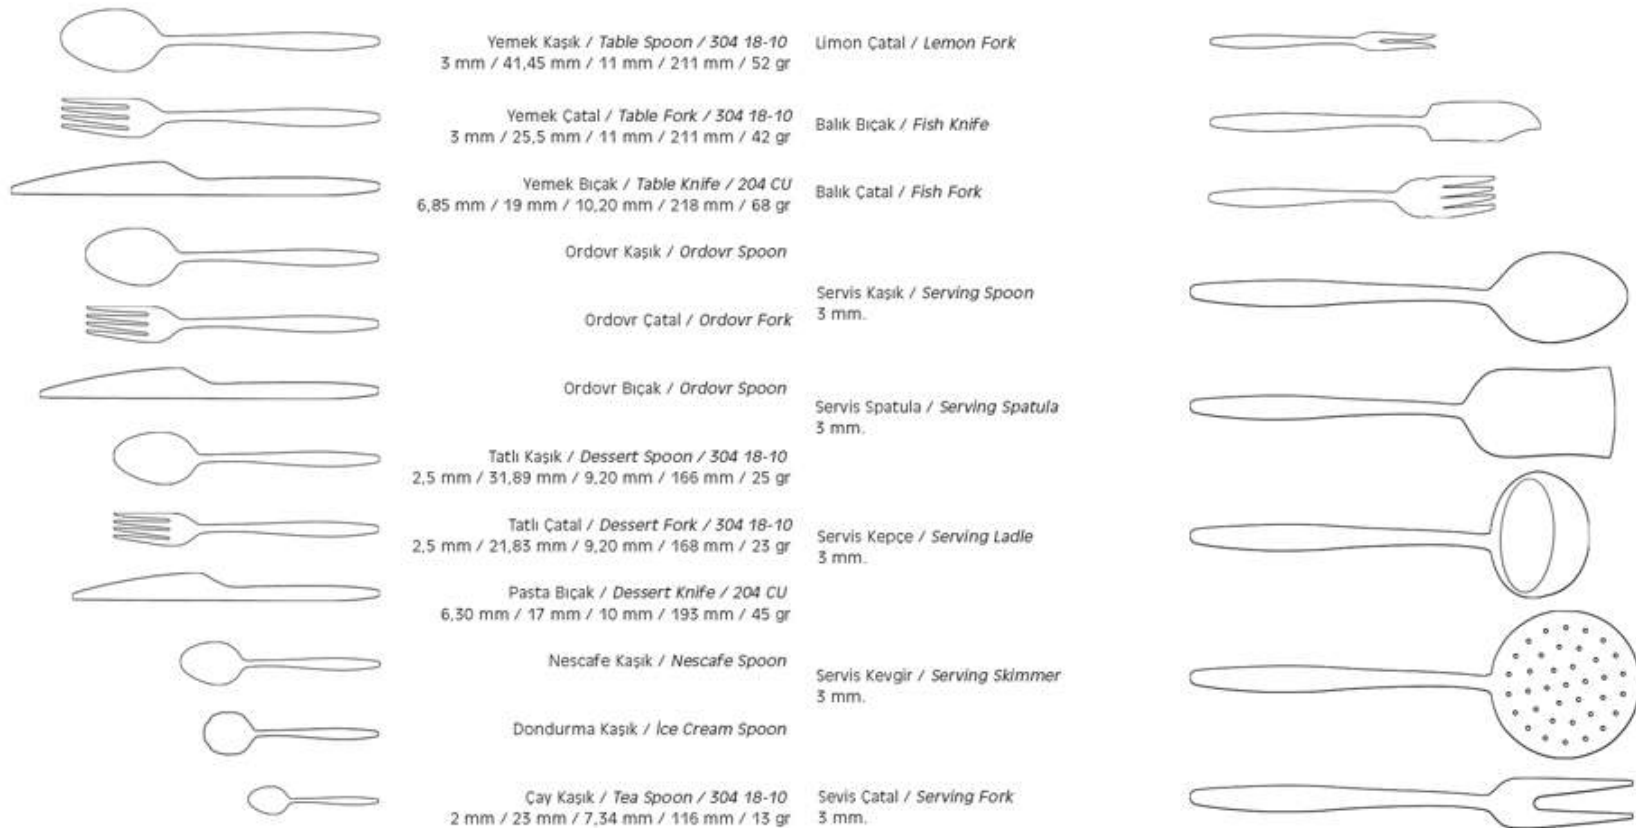 Yemek Kaşık / Table Spoon / 304 18-10
3 mm / 41,45 mm / 11 mm / 211 mm / 52 gr
Yemek Çatal / Table Fork / 304 18-10
3 mm / 25,5 mm / 11 mm / 211 mm / 42 gr
Yemek Bıçak / Table Knife / 204 CU
6,85 mm / 19 mm / 10,20 mm / 218 mm / 68 gr
Ordovr Kaşık / Ordovr Spoon
Ordovr Çatal / Ordovr Fork
Ordovr Bıçak / Ordovr Spoon
Tatlı Kaşık / Dessert Spoon / 304 18-10
2,5 mm / 31,89 mm / 9,20 mm / 166 mm / 25 gr
Tatlı Çatal / Dessert Fork / 304 18-10
2,5 mm / 21,83 mm / 9,20 mm / 168 mm / 23 gr
Pasta Bıçak / Dessert Knife / 204 CU
6,30 mm / 17 mm / 10 mm / 193 mm / 45 gr
Nescafe Kaşık / Nescafe Spoon
Dondurma Kaşık / İce Cream Spoon
Çay Kaşık / Tea Spoon / 304 18-10
2 mm / 23 mm / 7,34 mm / 116 mm / 13 gr
Limon Çatal / Lemon Fork
Balık Bıçak / Fish Knife
Balık Çatal / Fish Fork
Servis Kaşık / Serving Spoon
3 mm.
Servis Spatula / Serving Spatula
3 mm.
Servis Kepçe / Serving Ladle
3 mm.
Servis Kevgir / Serving Skimmer
3 mm.
Sevis Çatal / Serving Fork
3 mm.